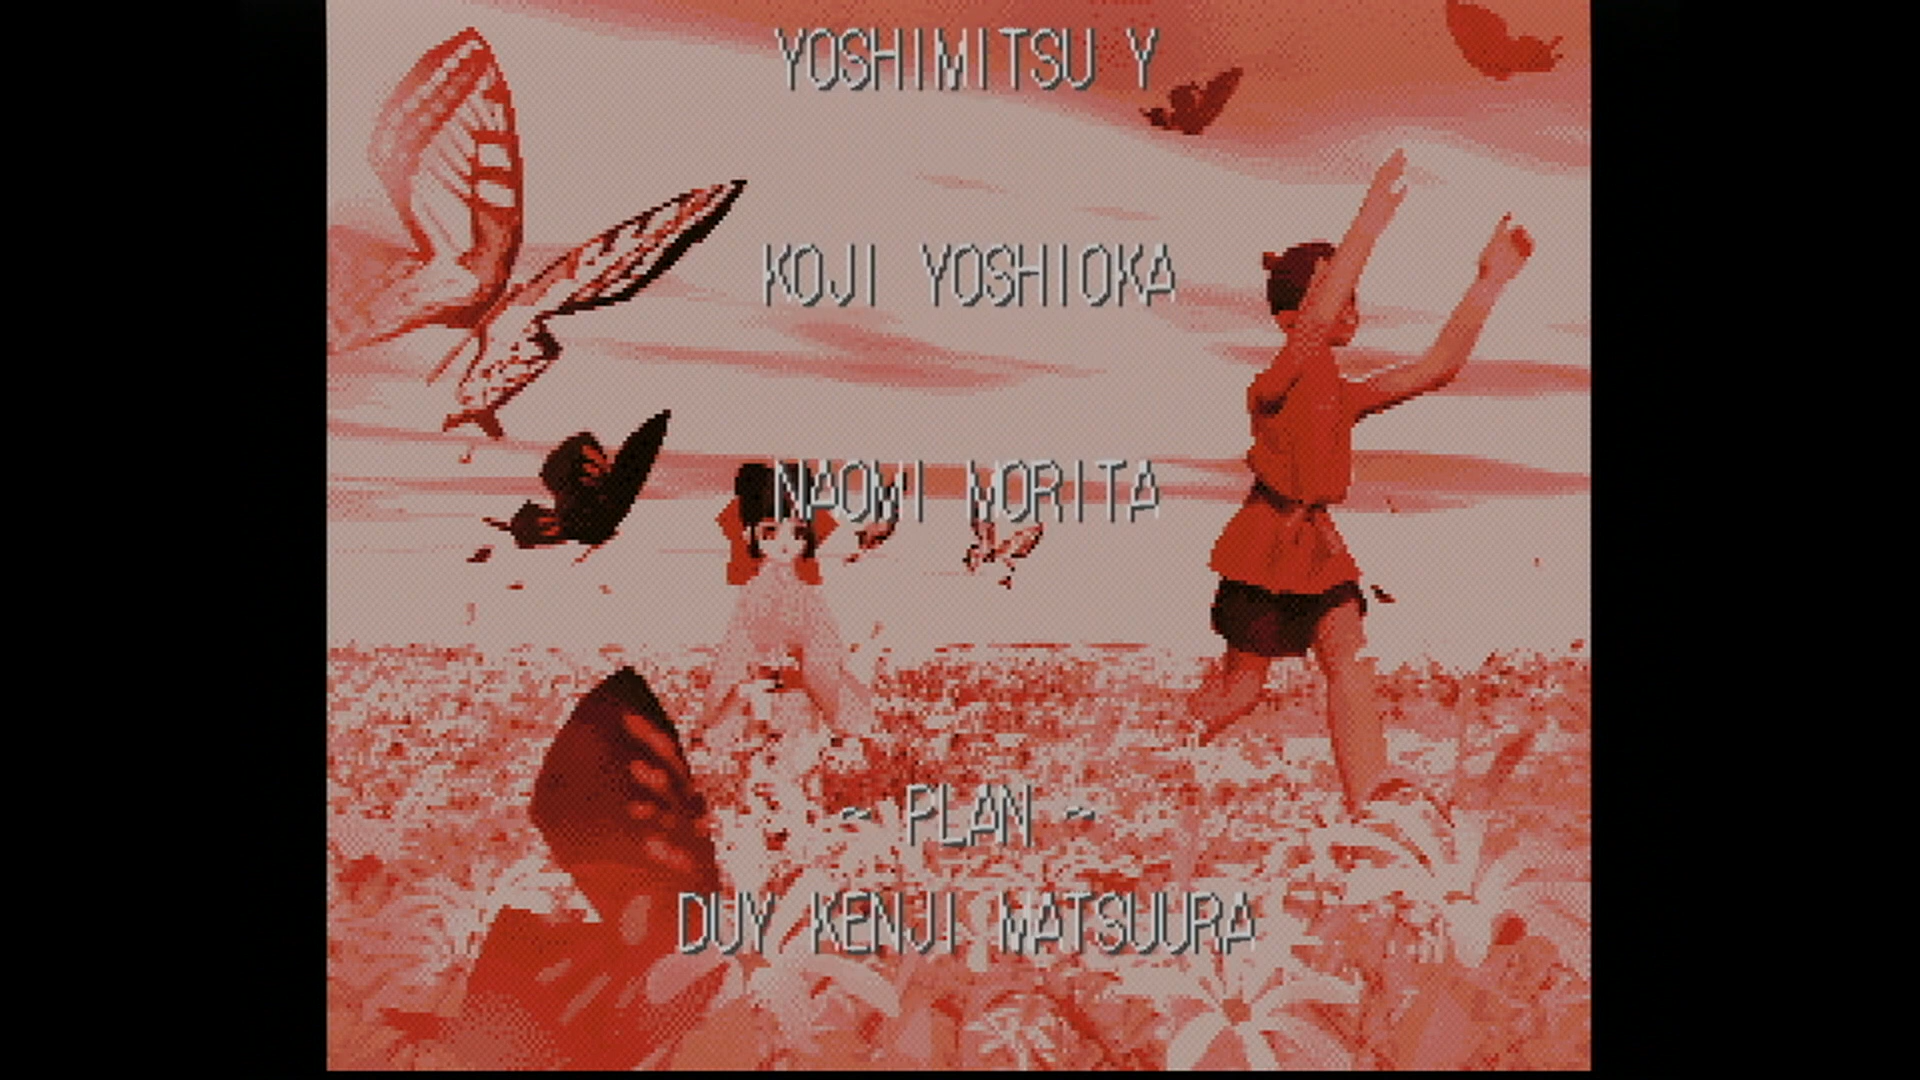 YOSHIMITSU Y
KOJI YOSHIOKA
NAOMI MORITA
~ PLAN ~
DUY KENJI MATSUURA